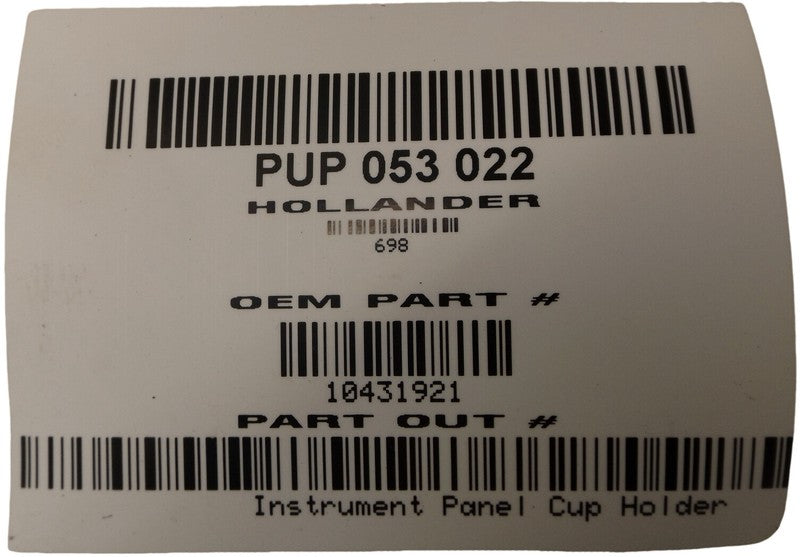 PUP 053 022
HOLLANDER
698
OEM PART #
10431921
PART OUT #
Instrument Panel Cup Holder